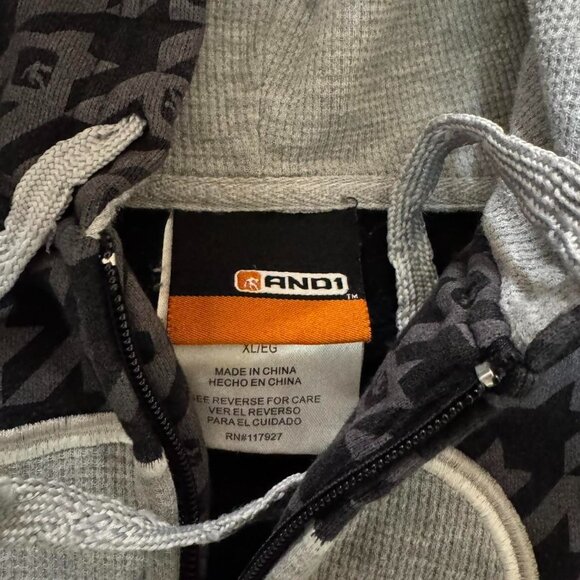 AND1
TM
XL/EG
MADE IN CHINA
HECHO EN CHINA
SEE REVERSE FOR CARE
VER EL REVERSO
PARA EL CUIDADO
RN#117927